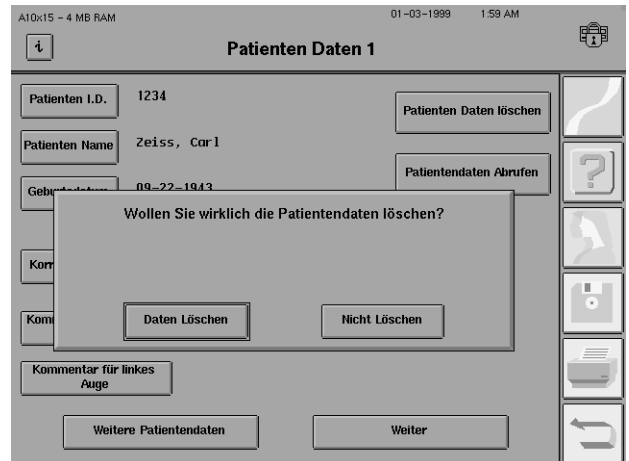 A10x15 – 4 MB RAM
01-03-1999 1:59 AM
i
Patienten Daten 1
Patienten I.D. 1234
Patienten Daten löschen
Patienten Name Zeiss, Carl
Patientendaten Abrufen
09-22-1943
Wollen Sie wirklich die Patientendaten löschen?
Daten Löschen
Nicht Löschen
Kommentar für linkes
Auge
Weitere Patientendaten
Weiter